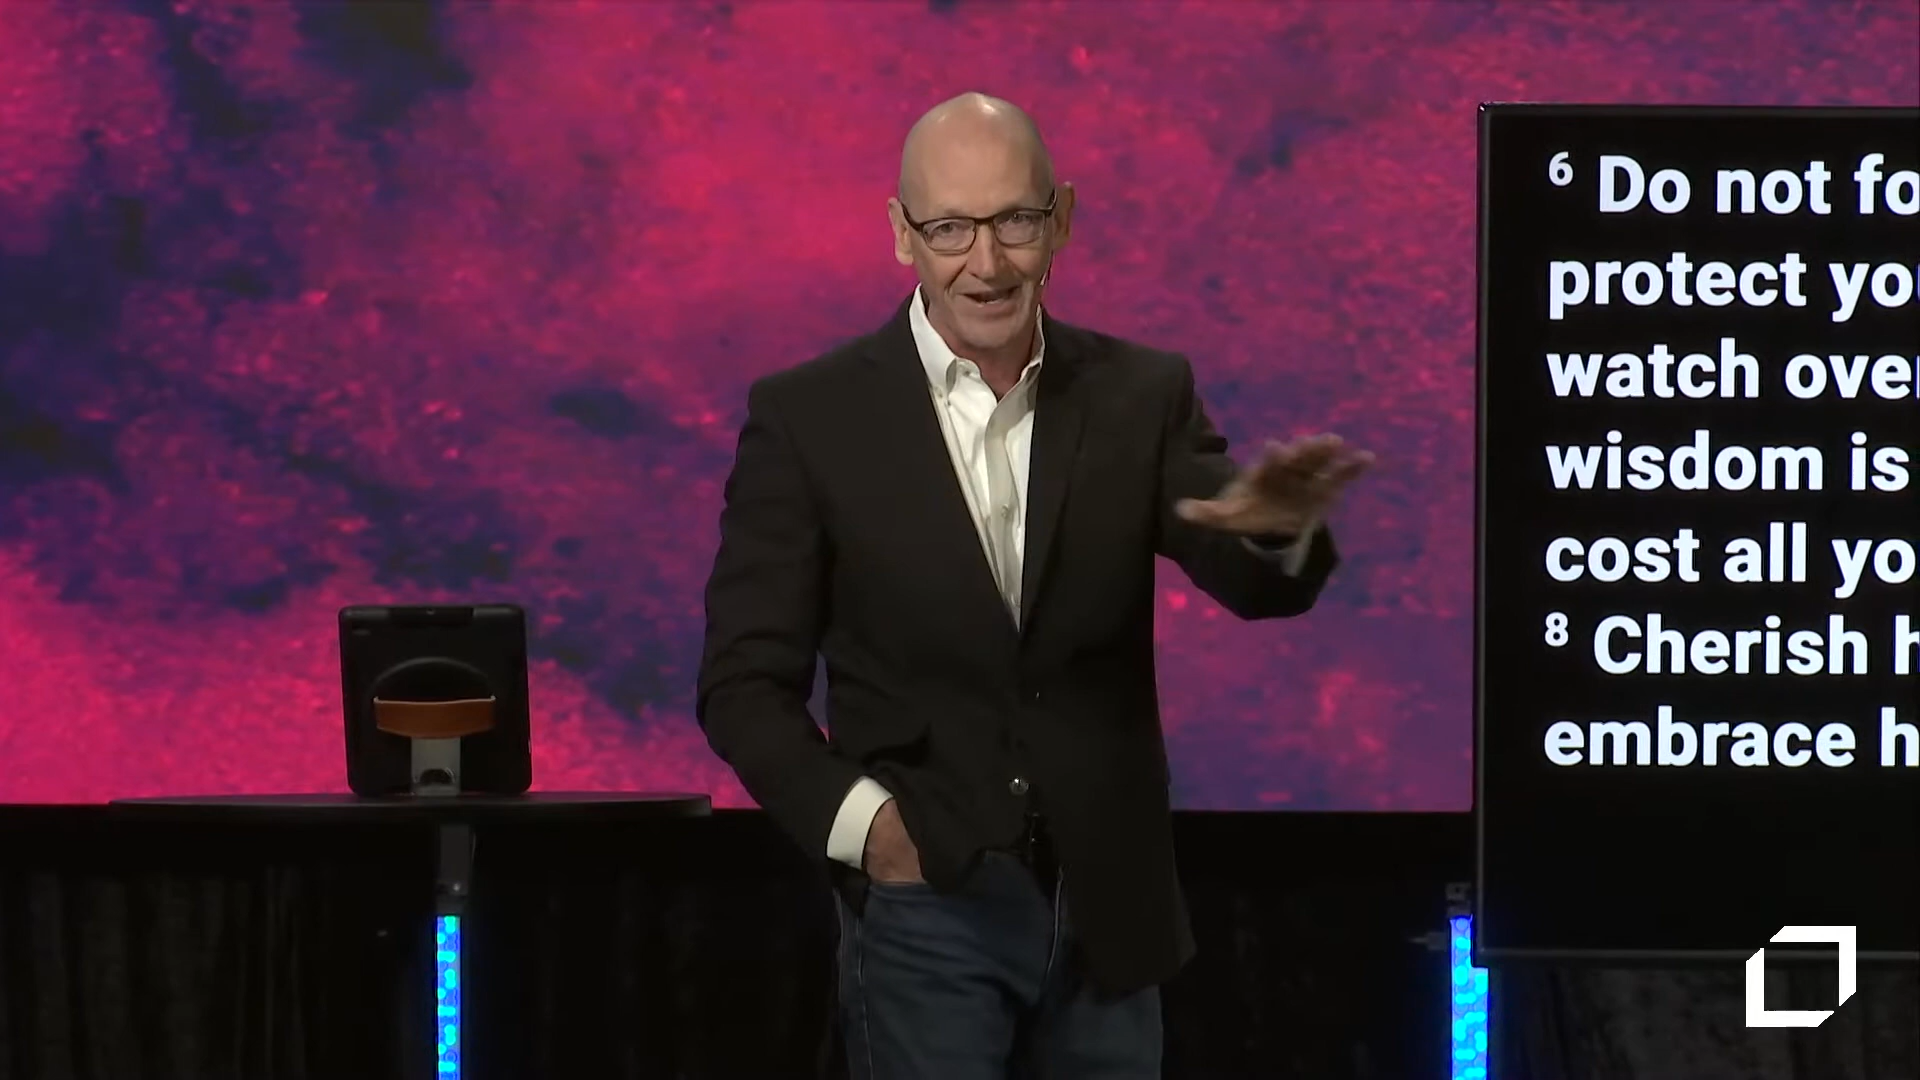 6 Do not fo
protect yo
watch ove
wisdom is
cost all yo
8 Cherish h
embrace h